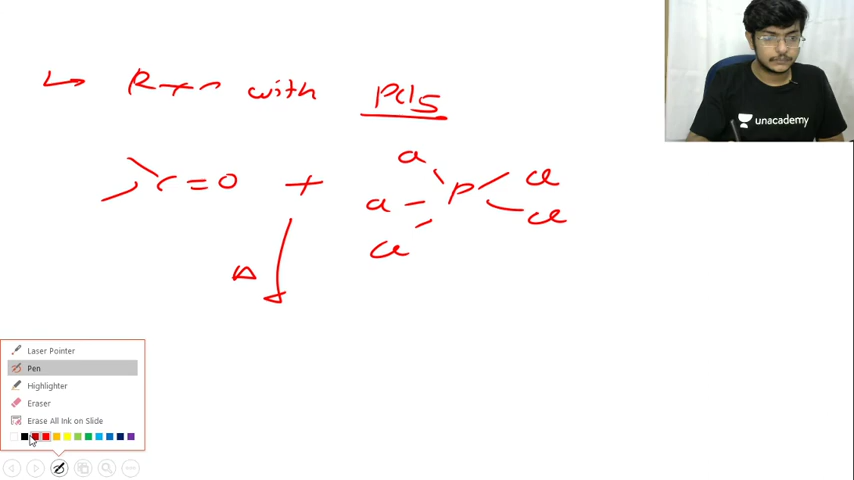 ↳ Rxn with PCl5
unacademy
C=O + P
Cl
Cl
Cl
Cl
Cl
Δ
Laser Pointer
Pen
Highlighter
Eraser
Erase All Ink on Slide